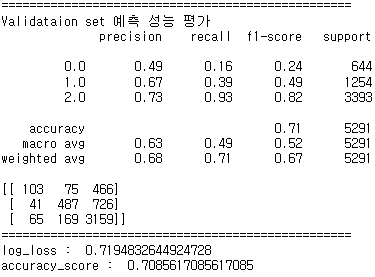 ==================================================
Validataion set 예측 성능 평가
precision recall f1-score support
0.0 0.49 0.16 0.24 644
1.0 0.67 0.39 0.49 1254
2.0 0.73 0.93 0.82 3393
accuracy 0.71 5291
macro avg 0.63 0.49 0.52 5291
weighted avg 0.68 0.71 0.67 5291
[[ 103 75 466]
[ 41 487 726]
[ 65 169 3159]]
==================================================
log_loss : 0.7194832644924728
accuracy_score : 0.7085617085617085